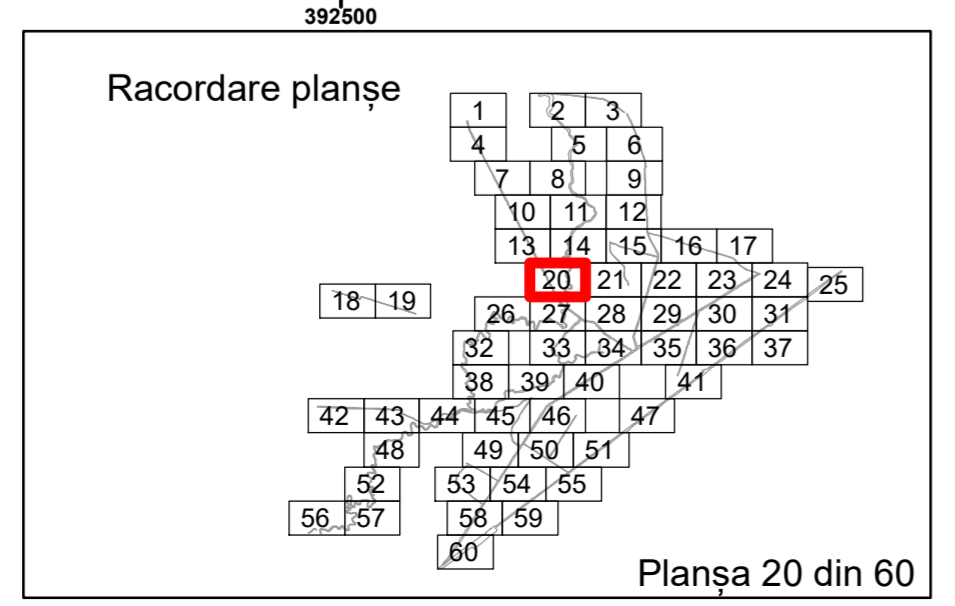 392500
Racordare planșe
1 2 3
4 5 6
7 8 9
10 11 12
13 14 15 16 17
20 21 22 23 24 25
18 19
26 27 28 29 30 31
32 33 34 35 36 37
38 39 40 41
42 43 44 45 46 47
48 49 50 51
52 53 54 55
56 57 58 59
60
Planșa 20 din 60